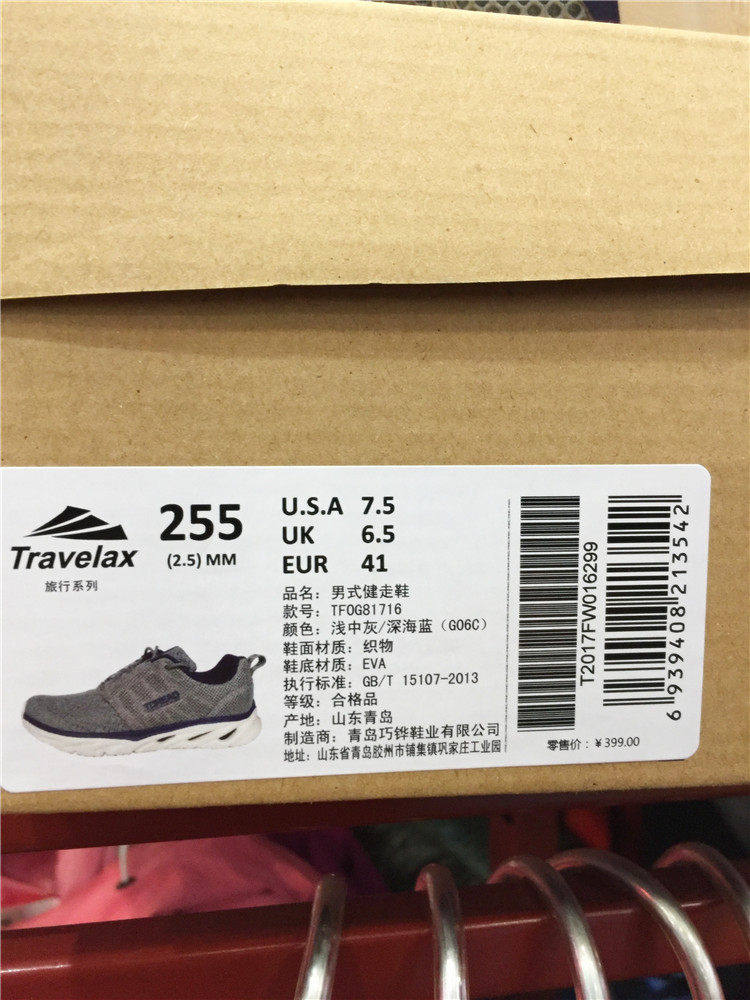 Travelax
旅行系列
255
(2.5) MM
U.S.A 7.5
UK 6.5
EUR 41
品名：男式健走鞋
款号：TFOG81716
颜色：浅中灰/深海蓝（G06C）
鞋面材质：织物
鞋底材质：EVA
执行标准：GB/T 15107-2013
等级：合格品
产地：山东青岛
制造商：青岛巧铧鞋业有限公司
地址：山东省青岛胶州市铺集镇巩家庄工业园
T2017FW016299
6 939408 213542
零售价：¥399.00